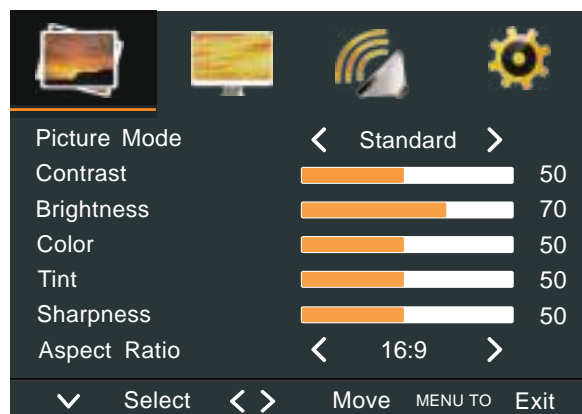 Picture Mode Standard
Contrast 50
Brightness 70
Color 50
Tint 50
Sharpness 50
Aspect Ratio 16:9
Select Move MENU TO Exit